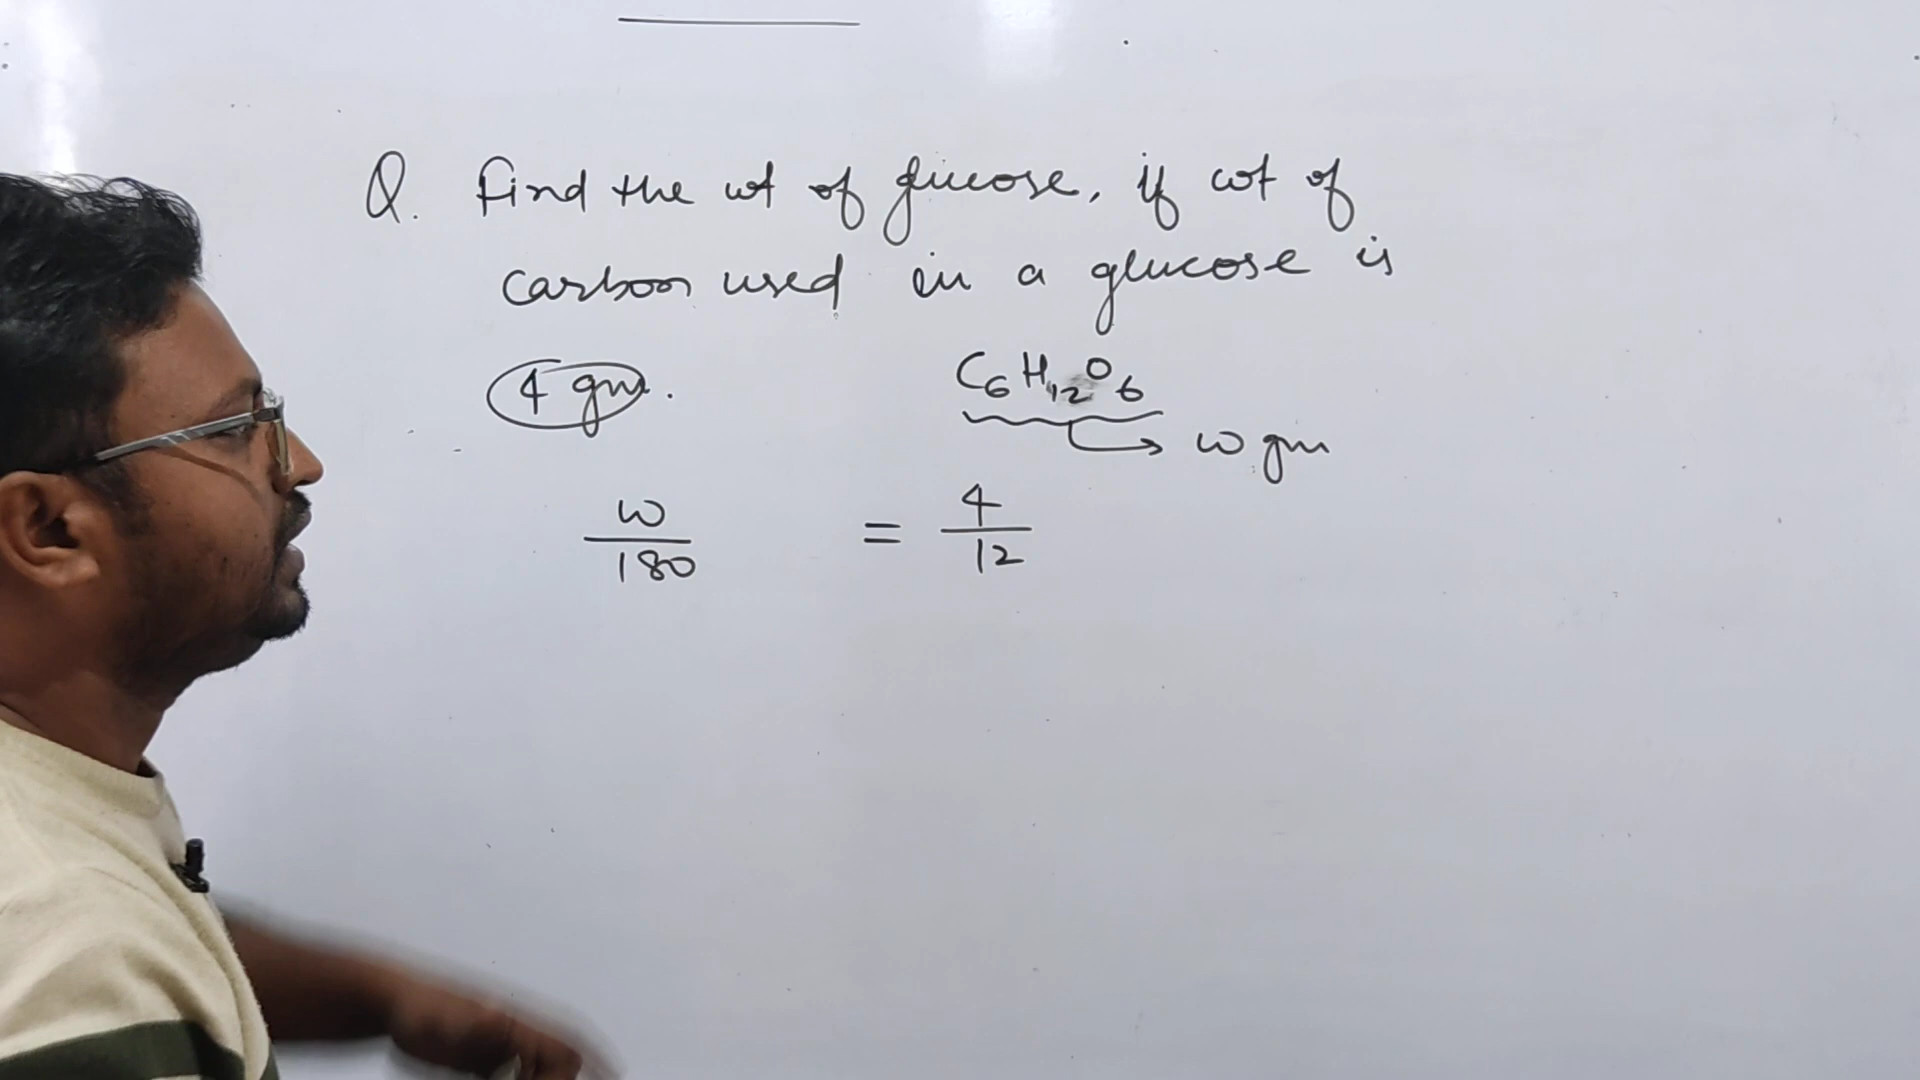 Q. Find the wt of glucose, if wt of
carbon used in a glucose is
4 gm.
C6H12O6
w gm
w/180 = 4/12